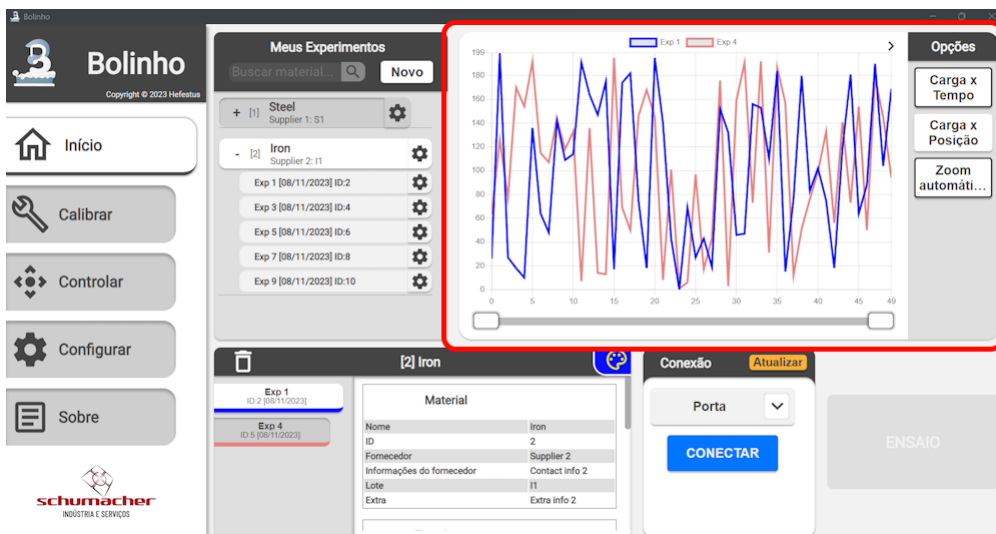 Bolinho
Bolinho
Copyright © 2023 Hefestus
Início
Calibrar
Controlar
Configurar
Sobre
schumacher
INDÚSTRIA E SERVIÇOS
Meus Experimentos
Buscar material...
Novo
+ [1] Steel
Supplier 1: S1
- [2] Iron
Supplier 2: I1
Exp 1 [08/11/2023] ID:2
Exp 3 [08/11/2023] ID:4
Exp 5 [08/11/2023] ID:6
Exp 7 [08/11/2023] ID:8
Exp 9 [08/11/2023] ID:10
Exp 1 Exp 4
199
180
160
140
120
100
80
60
40
20
0
0 5 10 15 20 25 30 35 40 45 49
Opções
Carga x
Tempo
Carga x
Posição
Zoom
automáti...
[2] Iron
Exp 1
ID:2 [08/11/2023]
Exp 4
ID:5 [08/11/2023]
Material
Nome Iron
ID 2
Fornecedor Supplier 2
Informações do fornecedor Contact info 2
Lote I1
Extra Extra info 2
Conexão Atualizar
Porta
CONECTAR
ENSAIO